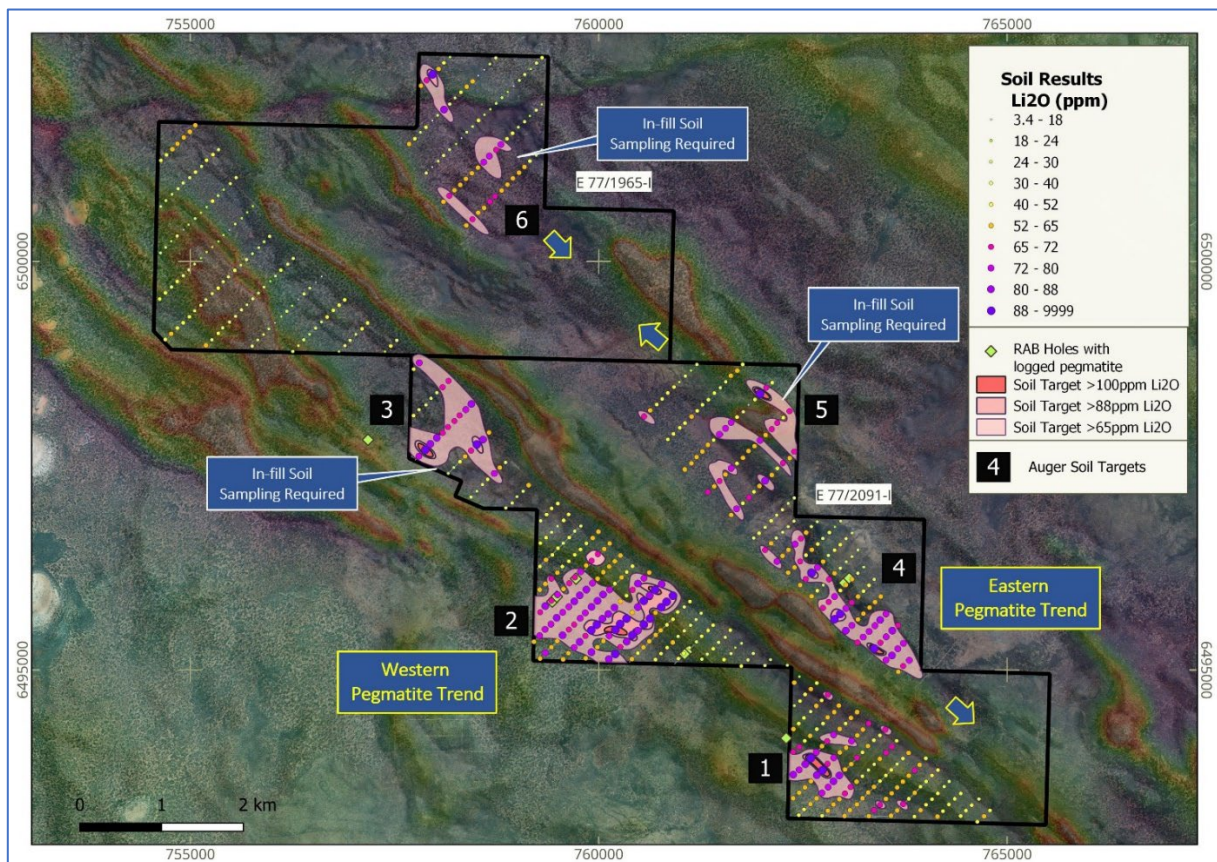 755000
760000
765000
Soil Results
Li2O (ppm)
3.4 - 18
18 - 24
24 - 30
30 - 40
40 - 52
52 - 65
65 - 72
72 - 80
80 - 88
88 - 9999
RAB Holes with
logged pegmatite
Soil Target >100ppm Li2O
Soil Target >88ppm Li2O
Soil Target >65ppm Li2O
4 Auger Soil Targets
In-fill Soil
Sampling Required
E 77/1965-I
6
6500000
6500000
In-fill Soil
Sampling Required
3
5
In-fill Soil
Sampling Required
E 77/2091-I
4
Eastern
Pegmatite Trend
2
Western
Pegmatite Trend
6495000
6495000
1
0 1 2 km
755000
760000
765000